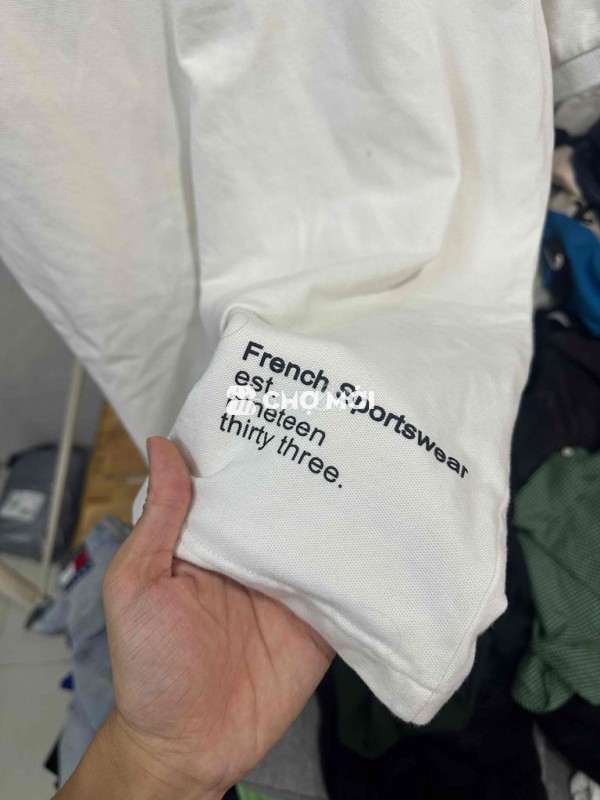 French Sportswear
est
nineteen
thirty three.
CHỢ MỚI